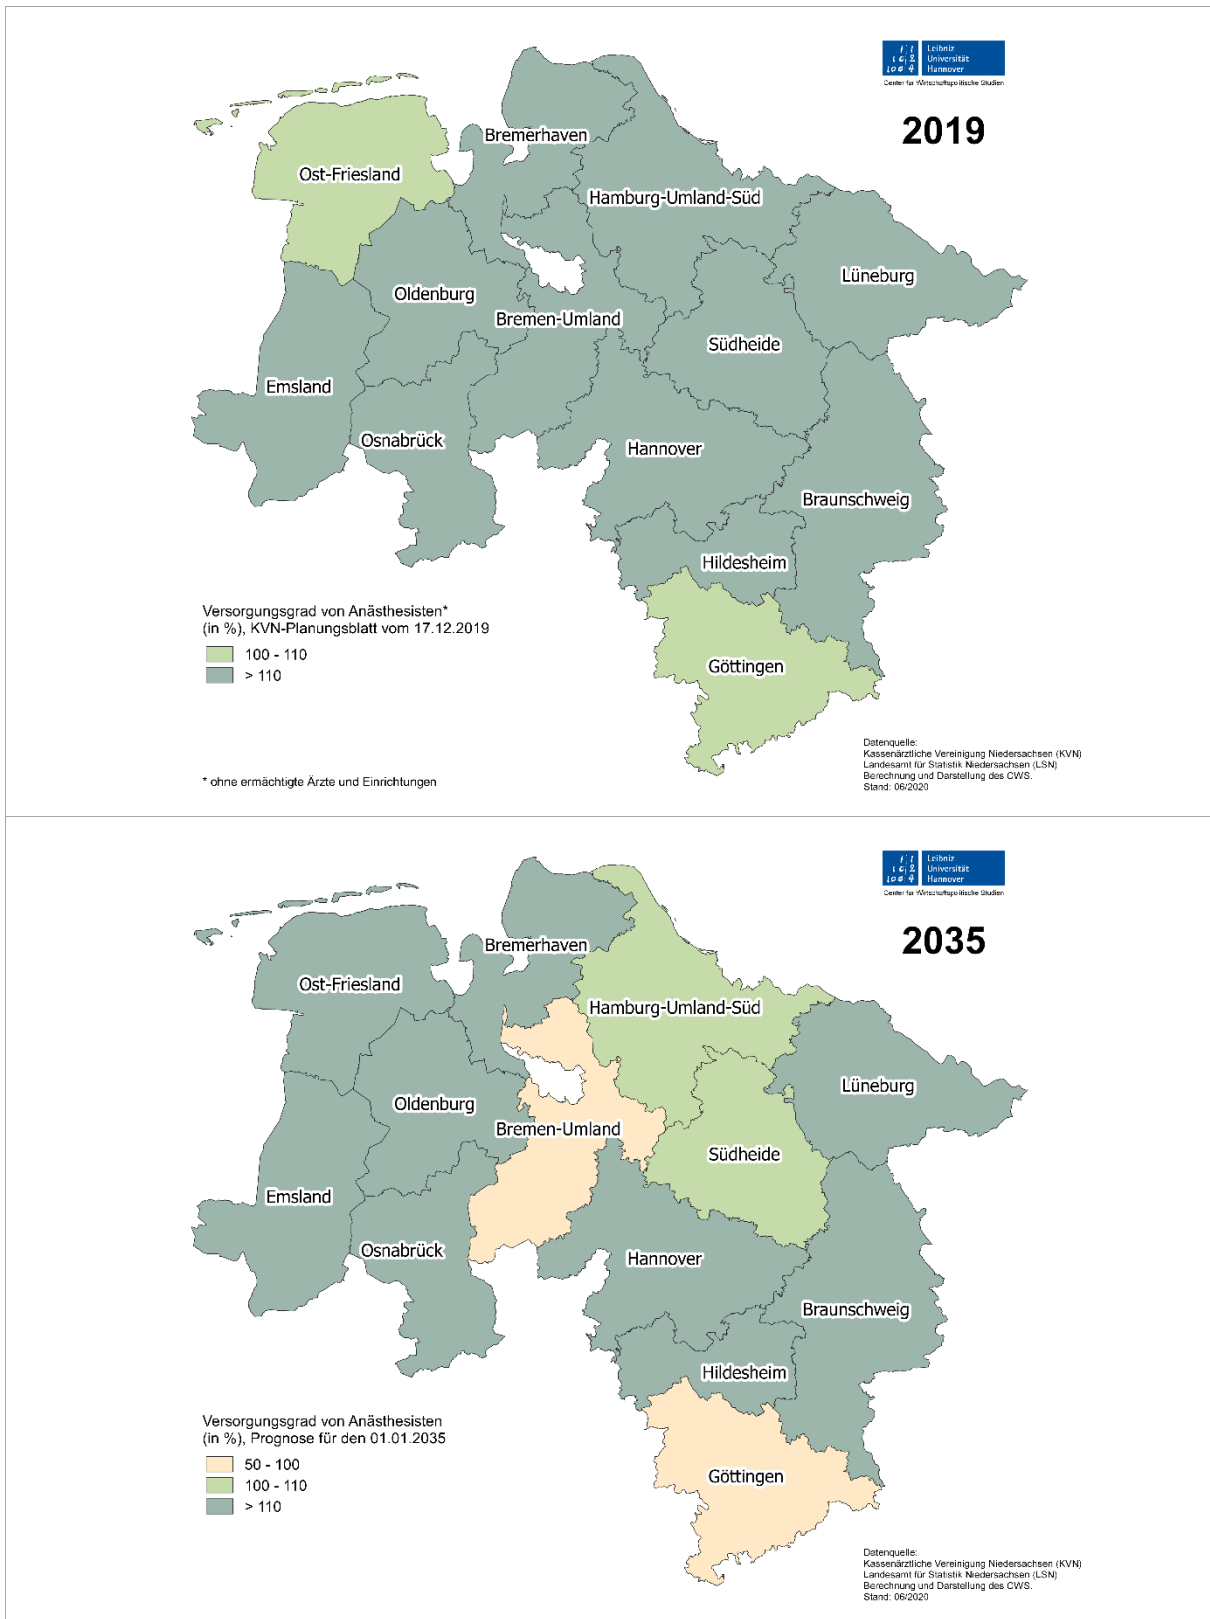 Leibniz
Universität
Hannover
Center für Wirtschaftspolitische Studien
2019
Bremerhaven
Ost-Friesland
Hamburg-Umland-Süd
Lüneburg
Oldenburg
Bremen-Umland
Südheide
Emsland
Osnabrück
Hannover
Braunschweig
Hildesheim
Göttingen
Versorgungsgrad von Anästhesisten*
(in %), KVN-Planungsblatt vom 17.12.2019
100 - 110
> 110
* ohne ermächtigte Ärzte und Einrichtungen
Datenquelle:
Kassenärztliche Vereinigung Niedersachsen (KVN)
Landesamt für Statistik Niedersachsen (LSN)
Berechnung und Darstellung des CWS.
Stand: 06/2020
Leibniz
Universität
Hannover
Center für Wirtschaftspolitische Studien
2035
Bremerhaven
Ost-Friesland
Hamburg-Umland-Süd
Lüneburg
Oldenburg
Bremen-Umland
Südheide
Emsland
Osnabrück
Hannover
Braunschweig
Hildesheim
Göttingen
Versorgungsgrad von Anästhesisten
(in %), Prognose für den 01.01.2035
50 - 100
100 - 110
> 110
Datenquelle:
Kassenärztliche Vereinigung Niedersachsen (KVN)
Landesamt für Statistik Niedersachsen (LSN)
Berechnung und Darstellung des CWS.
Stand: 06/2020